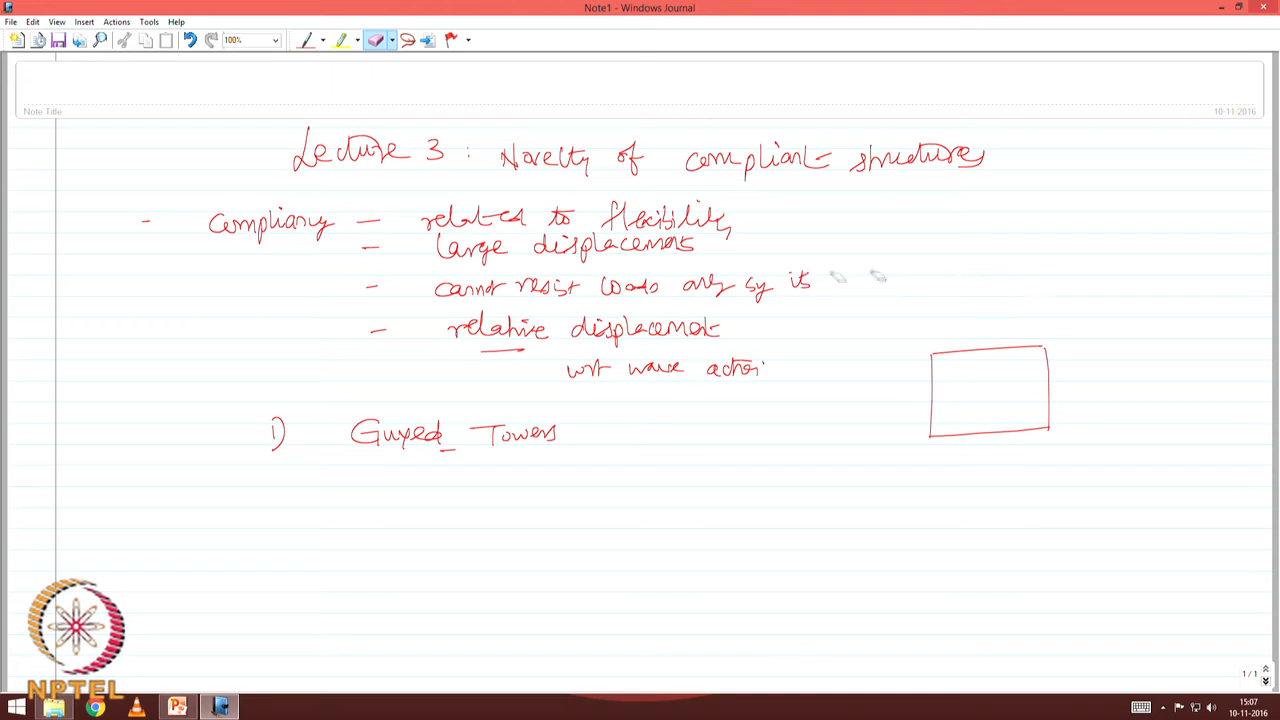 Note1 - Windows Journal
File Edit View Insert Actions Tools Help
100%
Note Title
10-11-2016
Lecture 3 : Novelty of compliant structures
- compliancy - related to flexibility,
- large displacement
- cannot resist loads only by its
- relative displacement
wrt wave action
1) Guyed Towers
NPTEL
1/1
15:07
10-11-2016